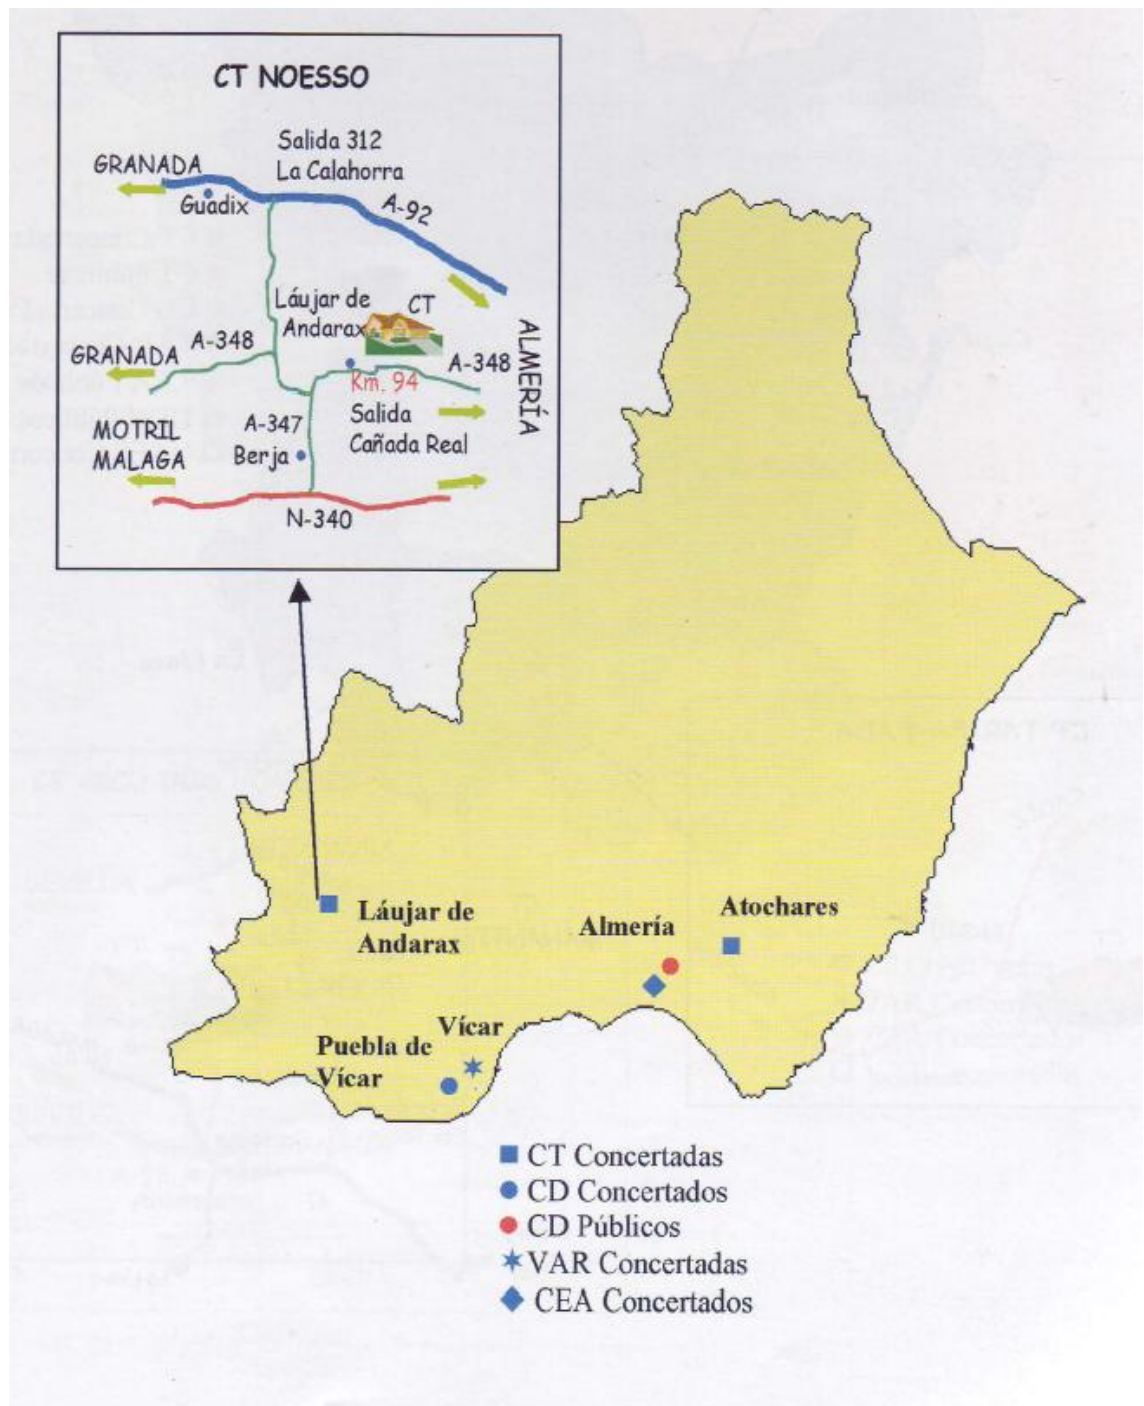 CT NOESSO
Salida 312
La Calahorra
GRANADA
Guadix
A-92
Láujar de
Andarax
CT
A-348
GRANADA
A-348
ALMERÍA
Km. 94
Salida
Cañada Real
A-347
Berja
MOTRIL
MALAGA
N-340
Láujar de
Andarax
Almería
Atochares
Vícar
Puebla de
Vícar
CT Concertadas
CD Concertados
CD Públicos
VAR Concertadas
CEA Concertados